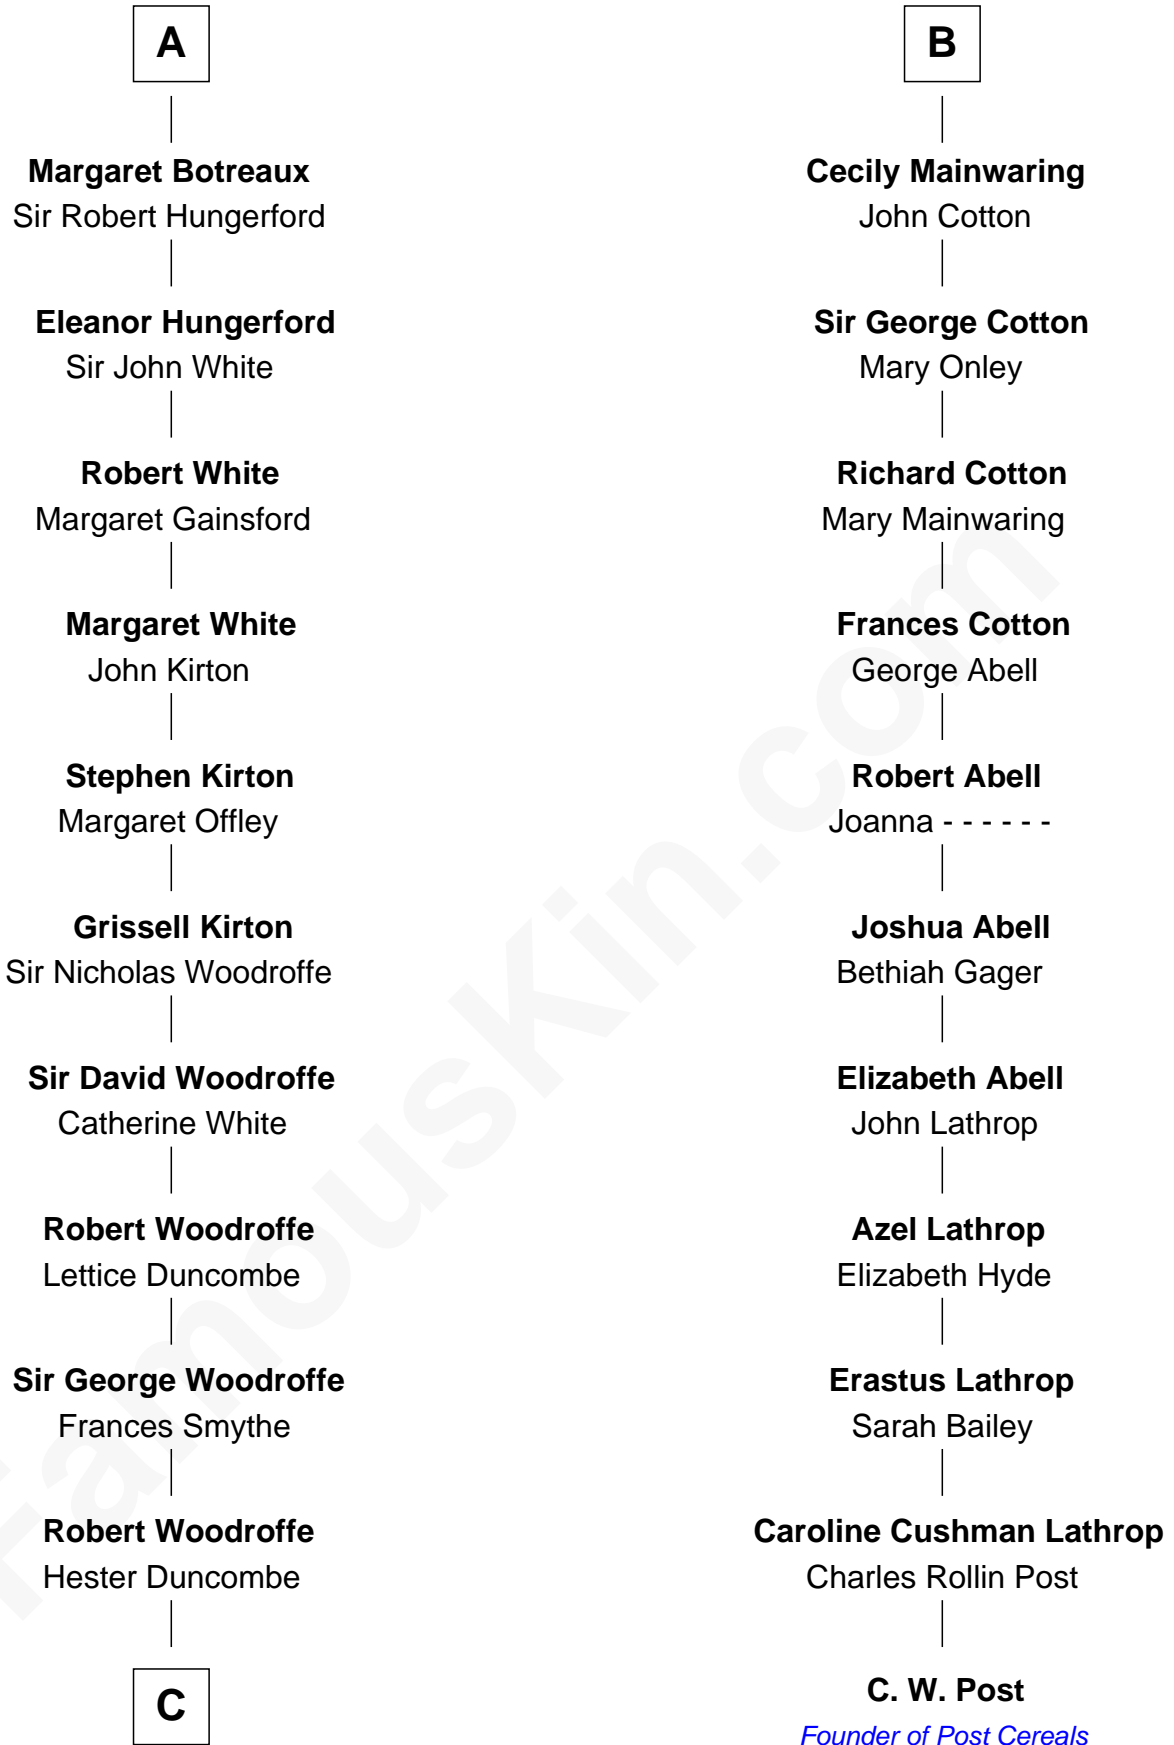 A
Margaret Botreaux
Sir Robert Hungerford
Eleanor Hungerford
Sir John White
Robert White
Margaret Gainsford
Margaret White
John Kirton
Stephen Kirton
Margaret Offley
Grissell Kirton
Sir Nicholas Woodroffe
Sir David Woodroffe
Catherine White
Robert Woodroffe
Lettice Duncombe
Sir George Woodroffe
Frances Smythe
Robert Woodroffe
Hester Duncombe
C
B
Cecily Mainwaring
John Cotton
Sir George Cotton
Mary Onley
Richard Cotton
Mary Mainwaring
Frances Cotton
George Abell
Robert Abell
Joanna - - - - - -
Joshua Abell
Bethiah Gager
Elizabeth Abell
John Lathrop
Azel Lathrop
Elizabeth Hyde
Erastus Lathrop
Sarah Bailey
Caroline Cushman Lathrop
Charles Rollin Post
C. W. Post
Founder of Post Cereals
FamousKin.com